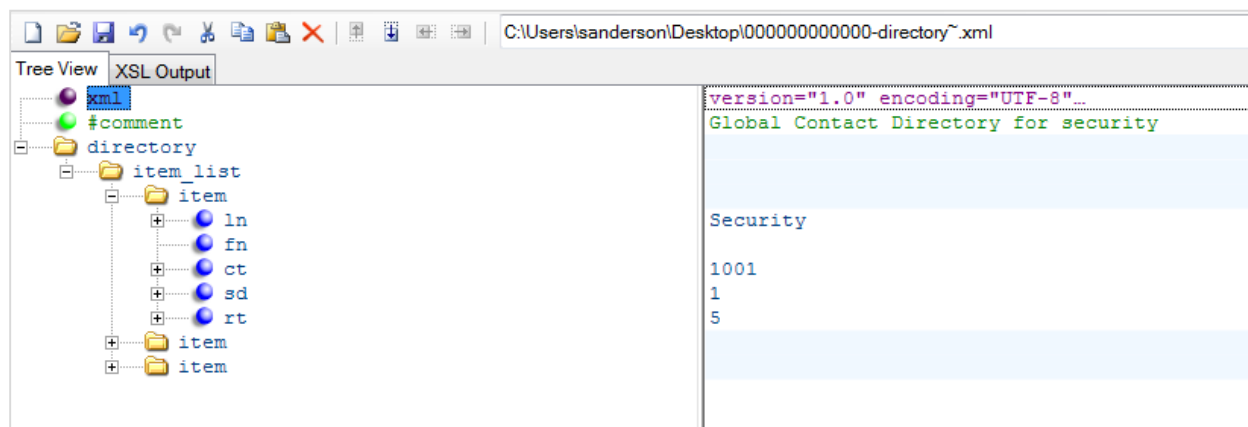 C:\Users\sanderson\Desktop\000000000000-directory~.xml
Tree View XSL Output
xml version="1.0" encoding="UTF-8"…
#comment Global Contact Directory for security
directory
item_list
item
ln Security
fn
ct 1001
sd 1
rt 5
item
item